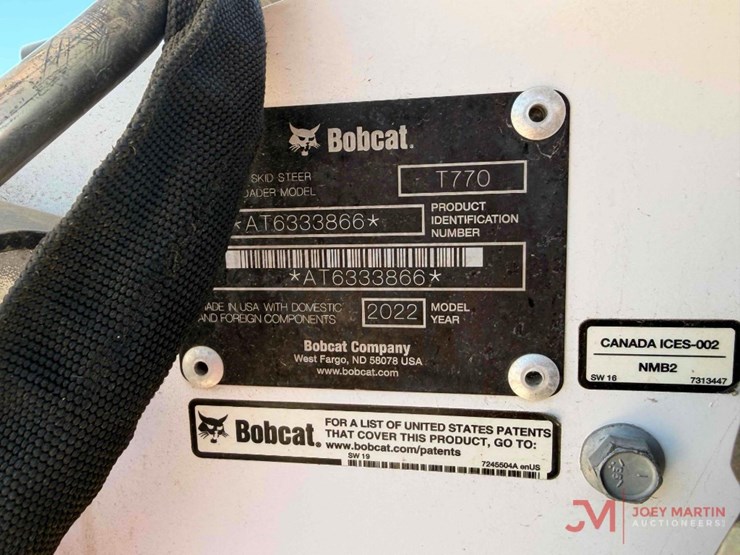 Bobcat.
SKID STEER
LOADER MODEL
T770
*AT6333866*
PRODUCT
IDENTIFICATION
NUMBER
*AT6333866*
MADE IN USA WITH DOMESTIC
AND FOREIGN COMPONENTS
2022
MODEL
YEAR
Bobcat Company
West Fargo, ND 58078 USA
www.bobcat.com
CANADA ICES-002
NMB2
SW 16 7313447
Bobcat.
FOR A LIST OF UNITED STATES PATENTS
THAT COVER THIS PRODUCT, GO TO:
www.bobcat.com/patents
SW 19 7245504A enUS
JM JOEY MARTIN
AUCTIONEERS